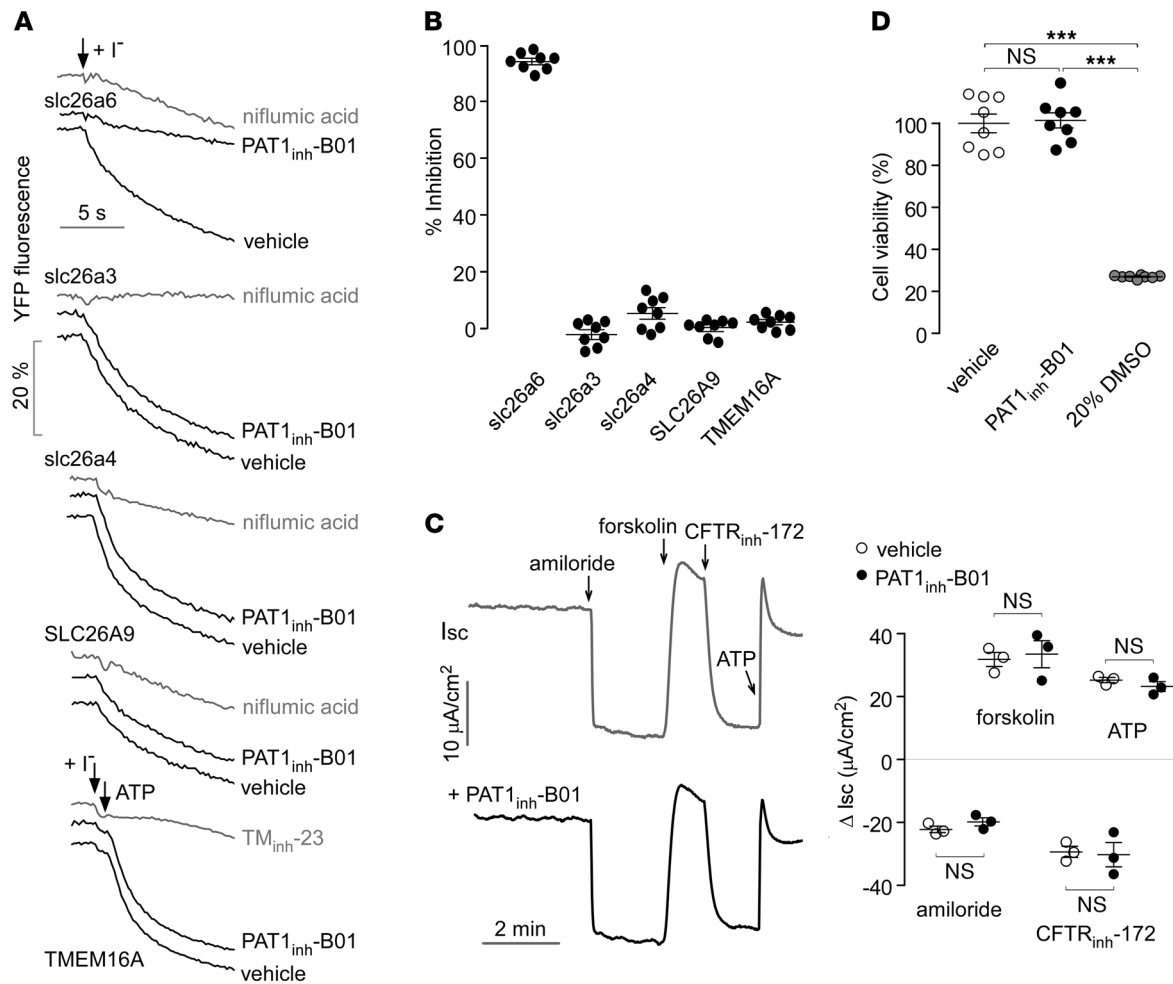 A
+ I⁻
niflumic acid
slc26a6
PAT1inh-B01
5 s
vehicle
YFP fluorescence
slc26a3
niflumic acid
20 %
PAT1inh-B01
vehicle
slc26a4
niflumic acid
PAT1inh-B01
vehicle
SLC26A9
niflumic acid
PAT1inh-B01
vehicle
+ I⁻
ATP
TMinh-23
PAT1inh-B01
TMEM16A
vehicle
B
100
80
60
40
20
0
% Inhibition
slc26a6
slc26a3
slc26a4
SLC26A9
TMEM16A
C
forskolin
CFTRinh-172
amiloride
Isc
ATP
10 µA/cm²
+ PAT1inh-B01
2 min
vehicle
PAT1inh-B01
NS
NS
40
20
0
-20
-40
Δ Isc (µA/cm²)
forskolin
ATP
NS
NS
amiloride
CFTRinh-172
D
***
NS
***
100
80
60
40
20
0
Cell viability (%)
vehicle
PAT1inh-B01
20% DMSO